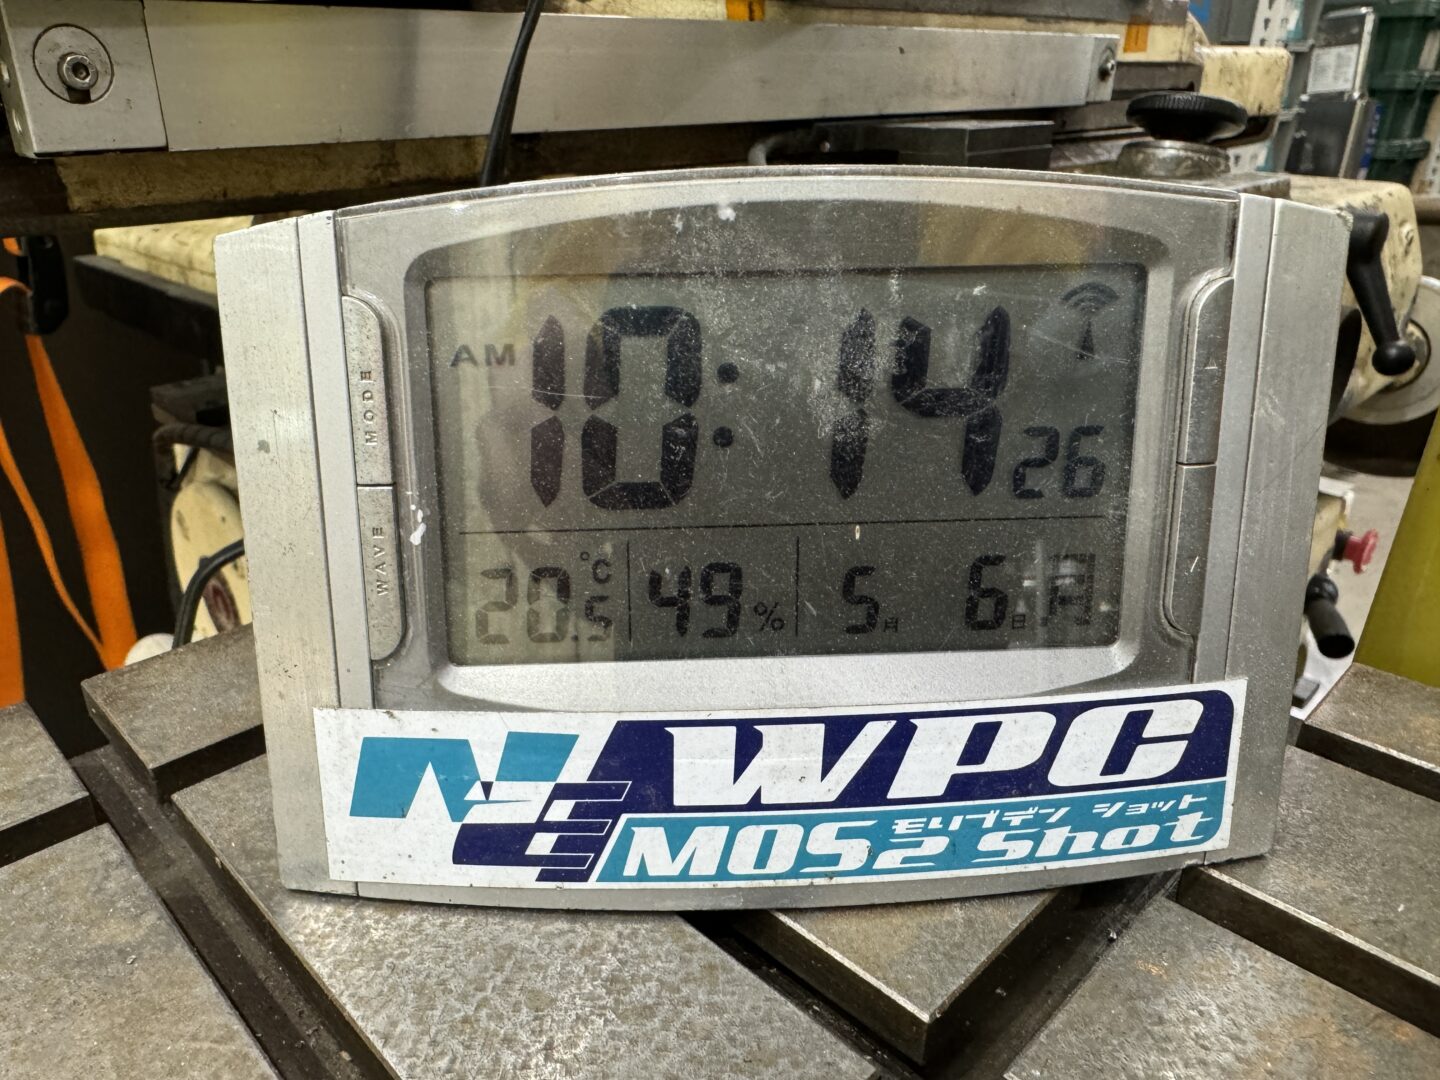 AM 10:14 26
MODE
WAVE
20.5 ℃ 49 % 5 月 6 日 月
NE WPC
モリブデン ショット
MOS2 Shot